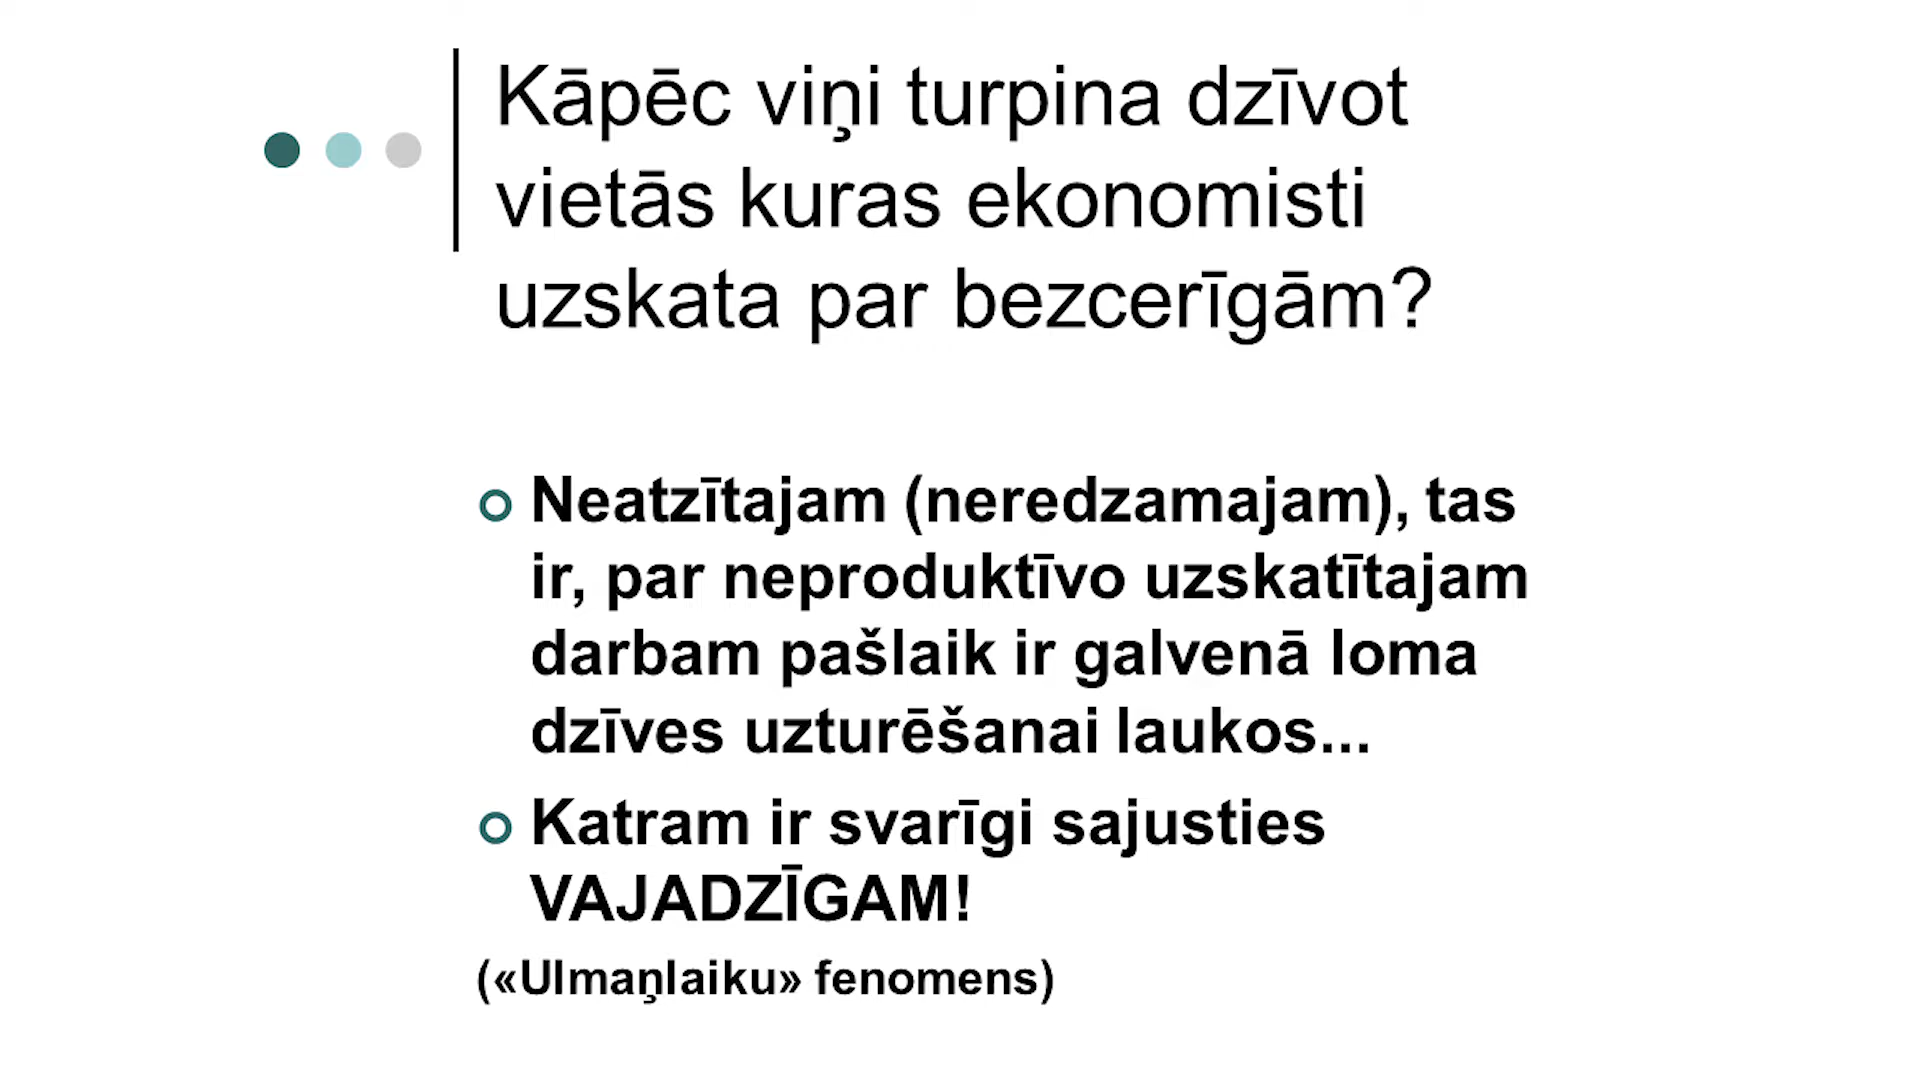 Kāpēc viņi turpina dzīvot
vietās kuras ekonomisti
uzskata par bezcerīgām?
Neatzītajam (neredzamajam), tas
ir, par neproduktīvo uzskatītajam
darbam pašlaik ir galvenā loma
dzīves uzturēšanai laukos...
Katram ir svarīgi sajusties
VAJADZĪGAM!
(«Ulmaņlaiku» fenomens)